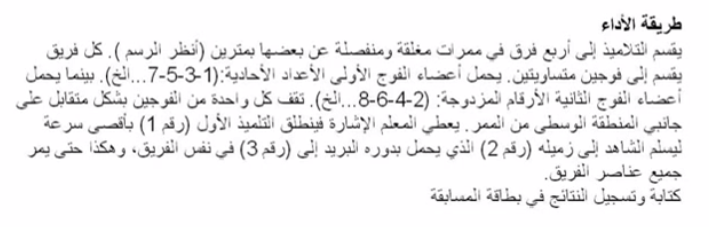 طريقة الأداء
يقسم التلاميذ إلى أربع فرق في ممرات مغلقة ومنفصلة عن بعضها بمترين (أنظر الرسم ). كل فريق
يقسم إلى فوجين متساويتين. يحمل أعضاء الفوج الأولى الأعداد الأحادية:(1-3-5-7...الخ). بينما يحمل
أعضاء الفوج الثانية الأرقام المزدوجة: (2-4-6-8...الخ). تقف كل واحدة من الفوجين بشكل متقابل على
جانبي المنطقة الوسطى من الممر. يعطي المعلم الإشارة فينطلق التلميذ الأول (رقم 1) بأقصى سرعة
ليسلم الشاهد إلى زميله (رقم 2) الذي يحمل بدوره البريد إلى (رقم 3) في نفس الفريق، وهكذا حتى يمر
جميع عناصر الفريق.
كتابة وتسجيل النتائج في بطاقة المسابقة